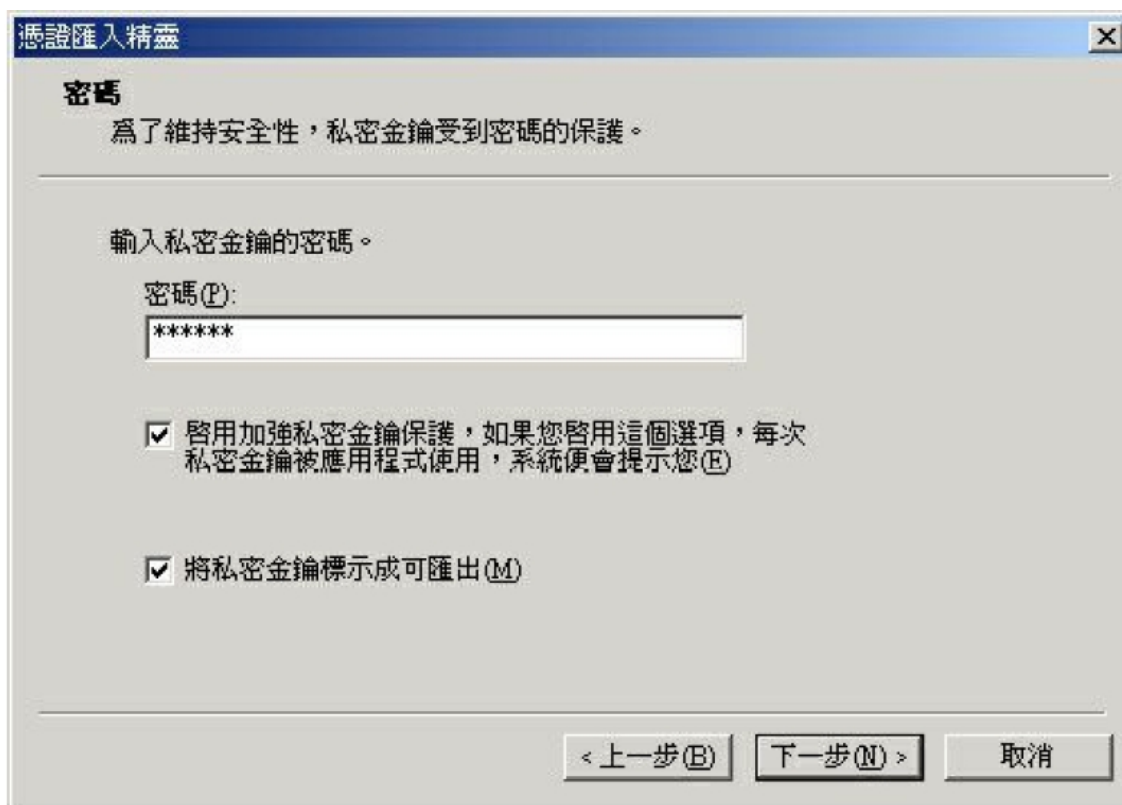 憑證匯入精靈
密碼
為了維持安全性，私密金鑰受到密碼的保護。
輸入私密金鑰的密碼。
密碼(P):
******
啓用加強私密金鑰保護，如果您啓用這個選項，每次
私密金鑰被應用程式使用，系統便會提示您(E)
將私密金鑰標示成可匯出(M)
< 上一步(B)
下一步(N) >
取消